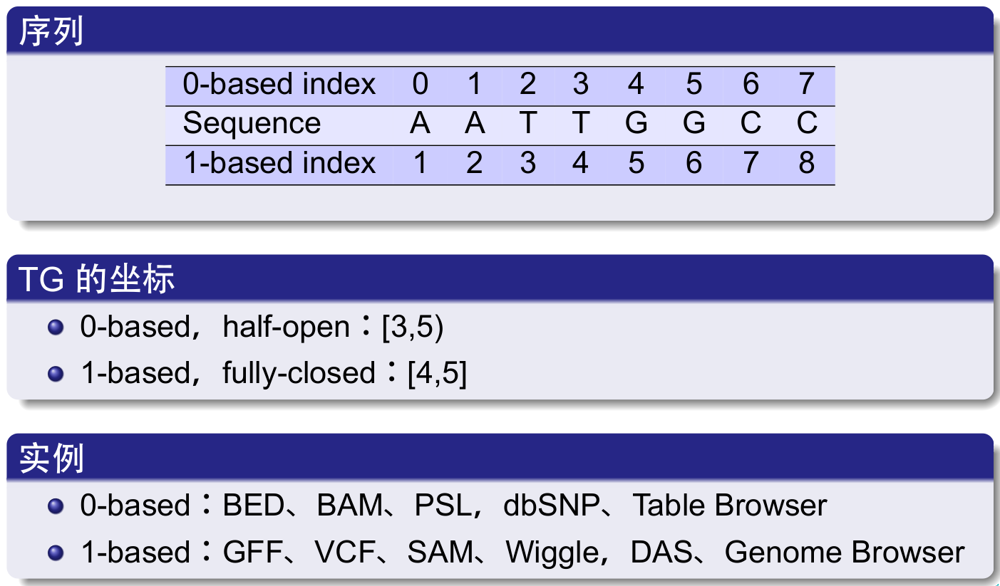 序列
0-based index 0 1 2 3 4 5 6 7
Sequence A A T T G G C C
1-based index 1 2 3 4 5 6 7 8
TG 的坐标
0-based，half-open：[3,5)
1-based，fully-closed：[4,5]
实例
0-based：BED、BAM、PSL，dbSNP、Table Browser
1-based：GFF、VCF、SAM、Wiggle，DAS、Genome Browser